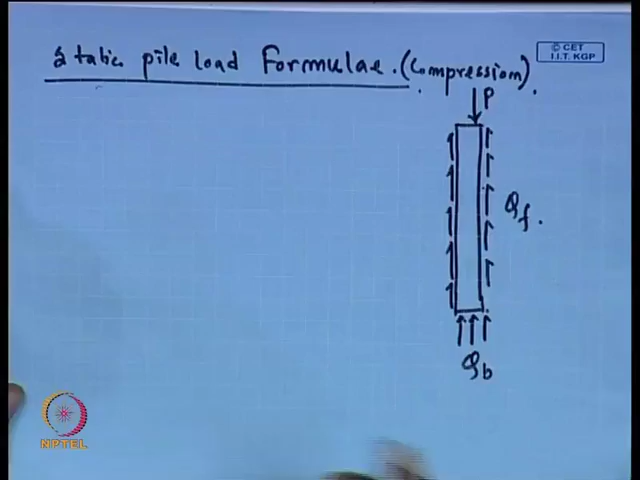 Static pile load Formulae. (Compression).
© CET
I.I.T. KGP
P
Qf.
Qb
NPTEL